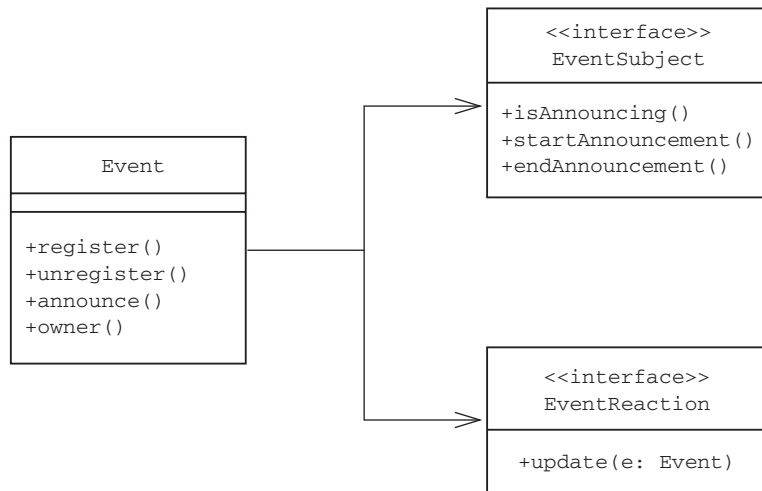 <<interface>>
EventSubject
+isAnnouncing()
+startAnnouncement()
+endAnnouncement()
Event
+register()
+unregister()
+announce()
+owner()
<<interface>>
EventReaction
+update(e: Event)